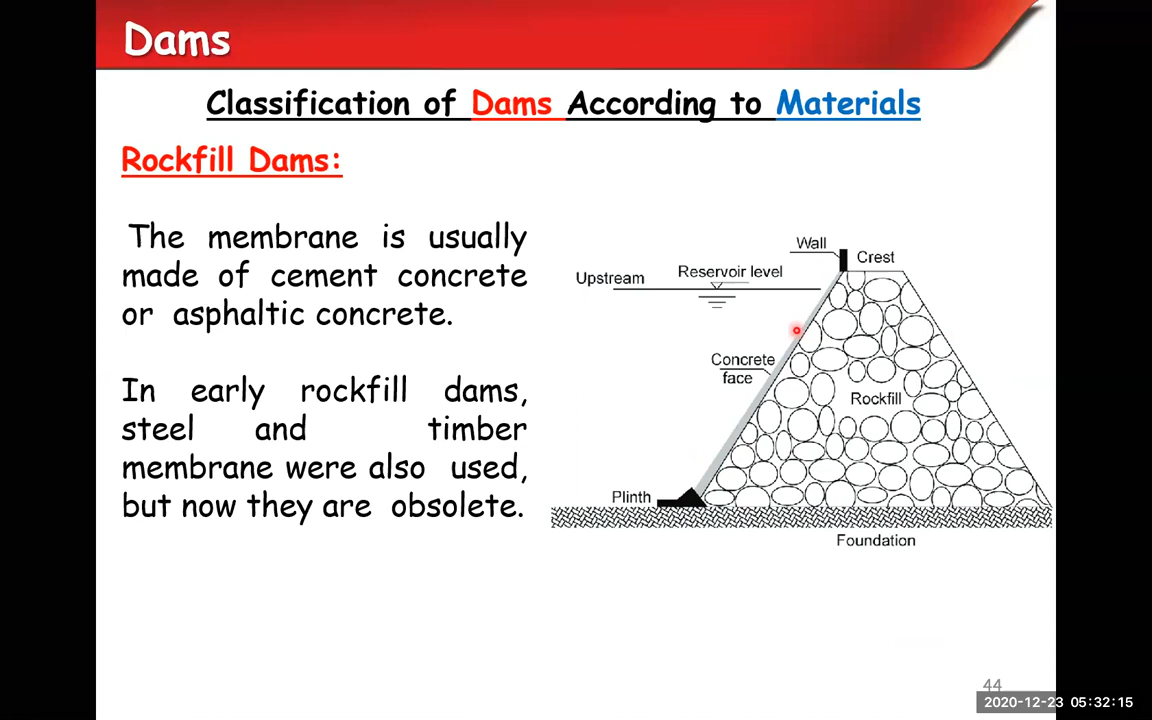 Dams
Classification of Dams According to Materials
Rockfill Dams:
The membrane is usually
made of cement concrete
or asphaltic concrete.
In early rockfill dams,
steel and timber
membrane were also used,
but now they are obsolete.
Wall
Crest
Upstream
Reservoir level
Concrete
face
Rockfill
Plinth
Foundation
44
2020-12-23 05:32:15